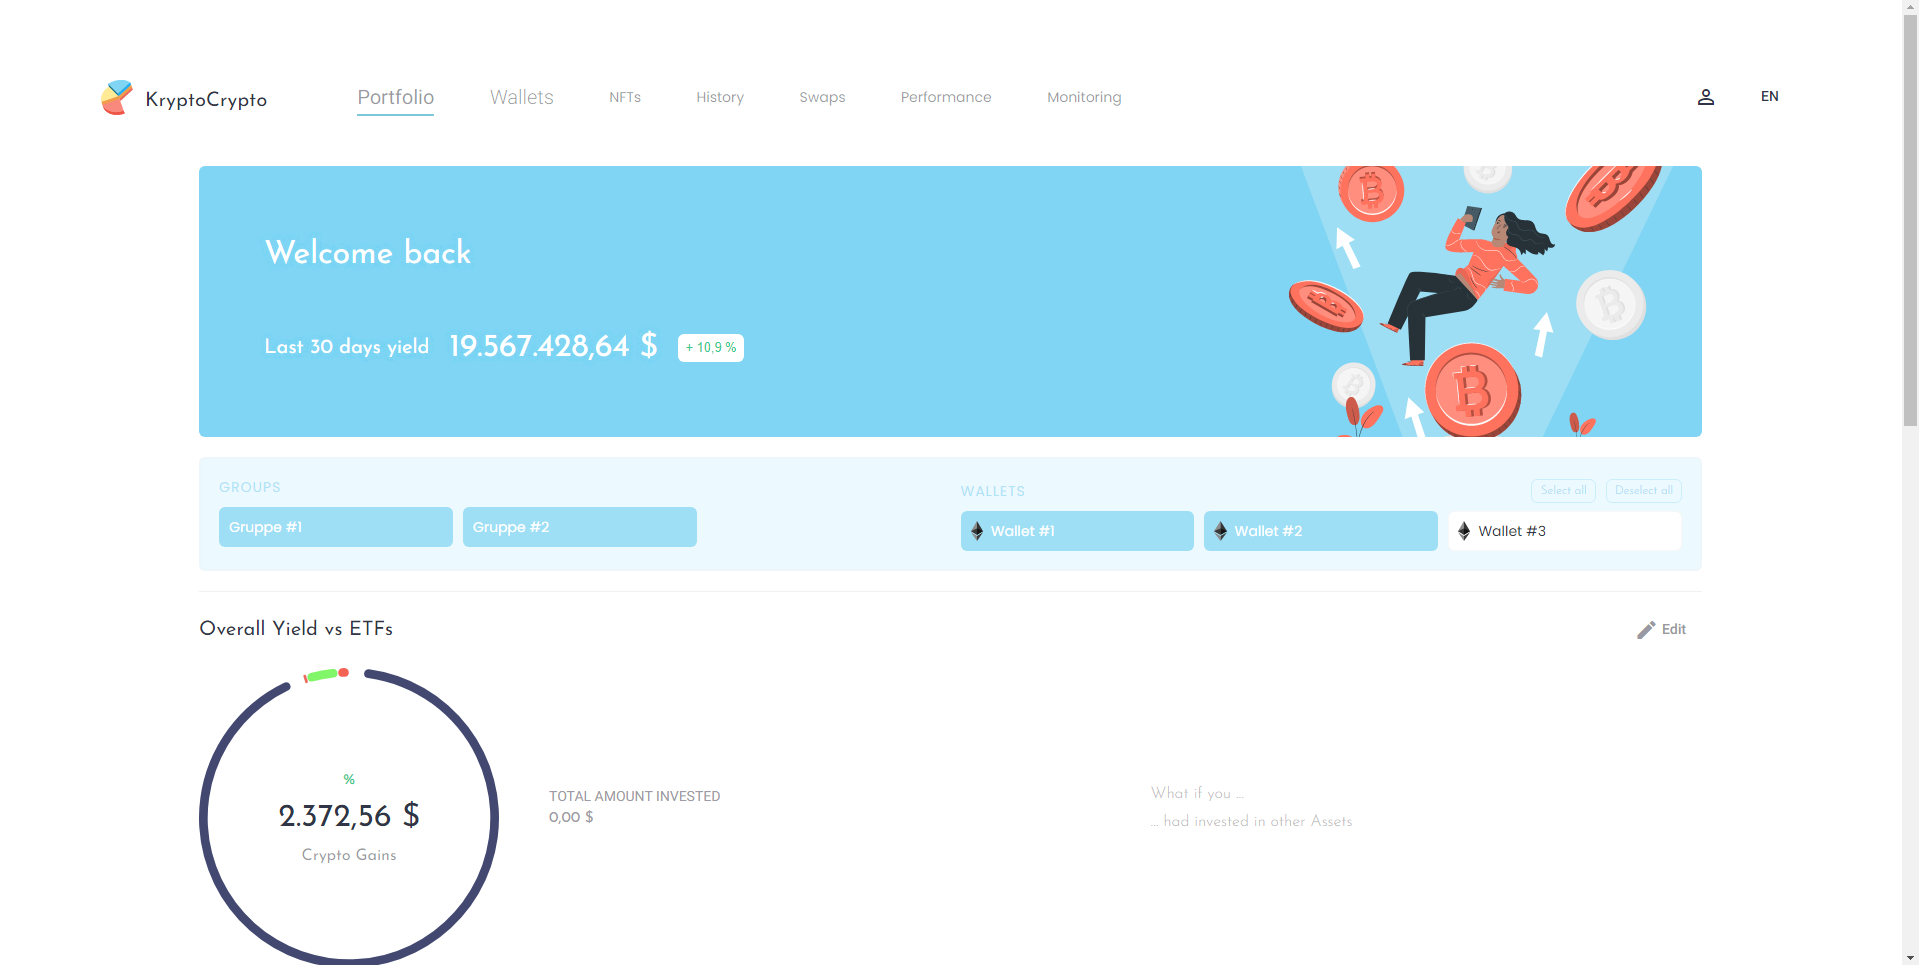 KryptoCrypto
Portfolio
Wallets
NFTs
History
Swaps
Performance
Monitoring
EN
Welcome back
Last 30 days yield 19.567.428,64 $ + 10,9 %
GROUPS
Gruppe #1
Gruppe #2
WALLETS
Select all
Deselect all
Wallet #1
Wallet #2
Wallet #3
Overall Yield vs ETFs
Edit
%
2.372,56 $
Crypto Gains
TOTAL AMOUNT INVESTED
0,00 $
What if you ...
... had invested in other Assets